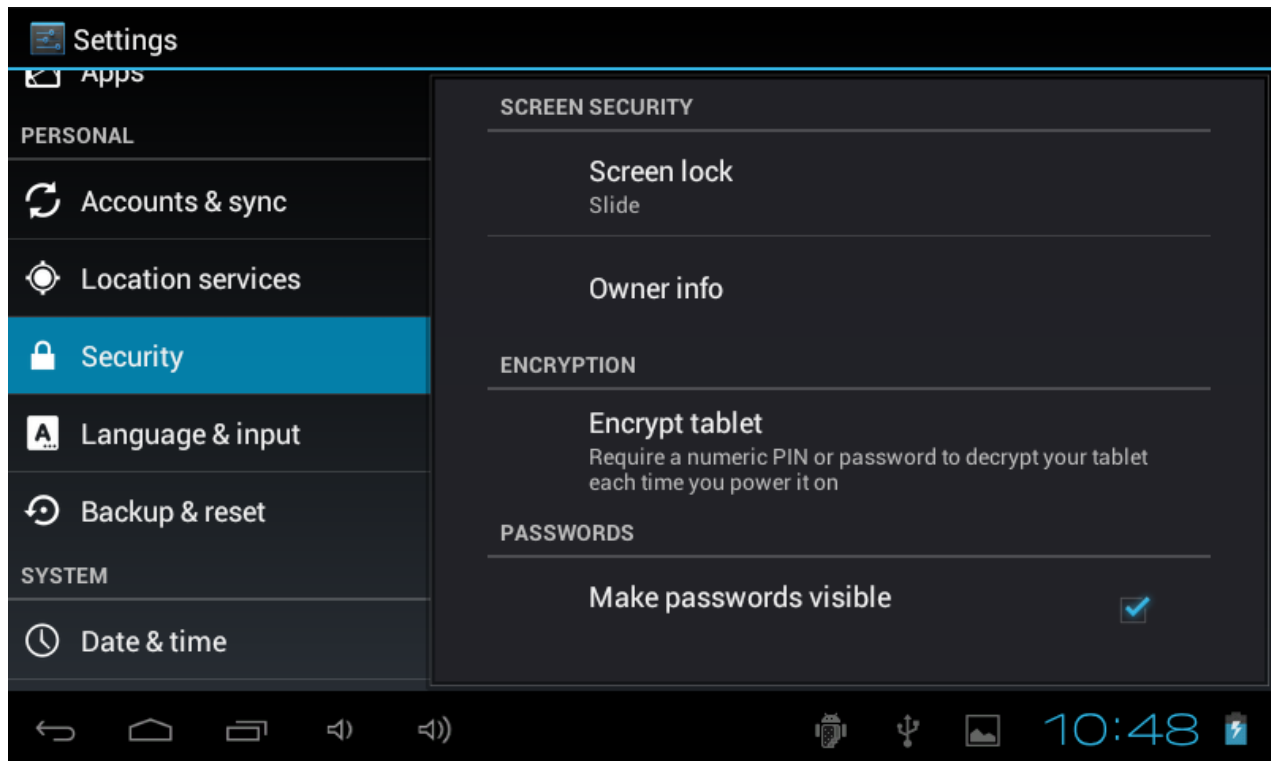 Settings
Apps
PERSONAL
Accounts & sync
Location services
Security
Language & input
Backup & reset
SYSTEM
Date & time
SCREEN SECURITY
Screen lock
Slide
Owner info
ENCRYPTION
Encrypt tablet
Require a numeric PIN or password to decrypt your tablet
each time you power it on
PASSWORDS
Make passwords visible
10:48